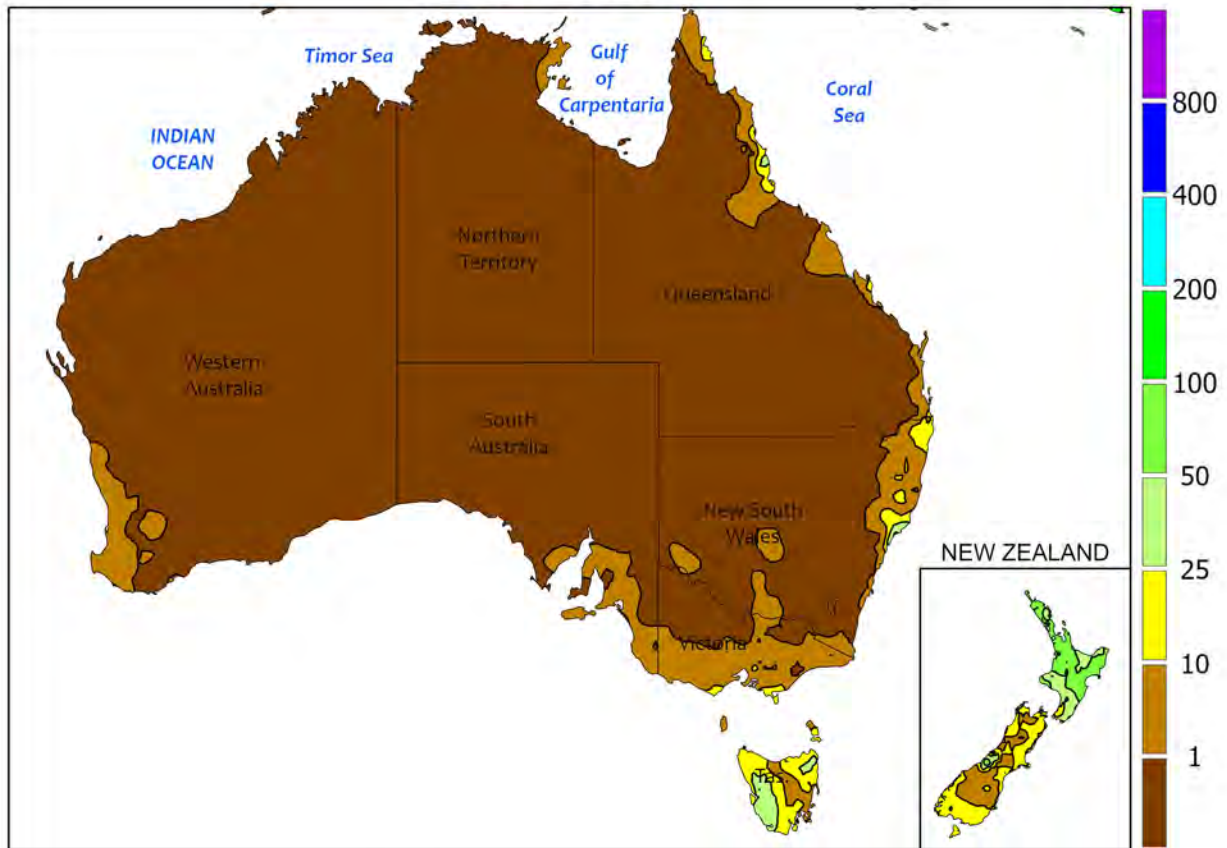 Timor Sea
Gulf
of
Carpentaria
Coral
Sea
INDIAN
OCEAN
Northern
Territory
Queensland
Western
Australia
South
Australia
New South
Wales
Victoria
Tas.
NEW ZEALAND
800
400
200
100
50
25
10
1